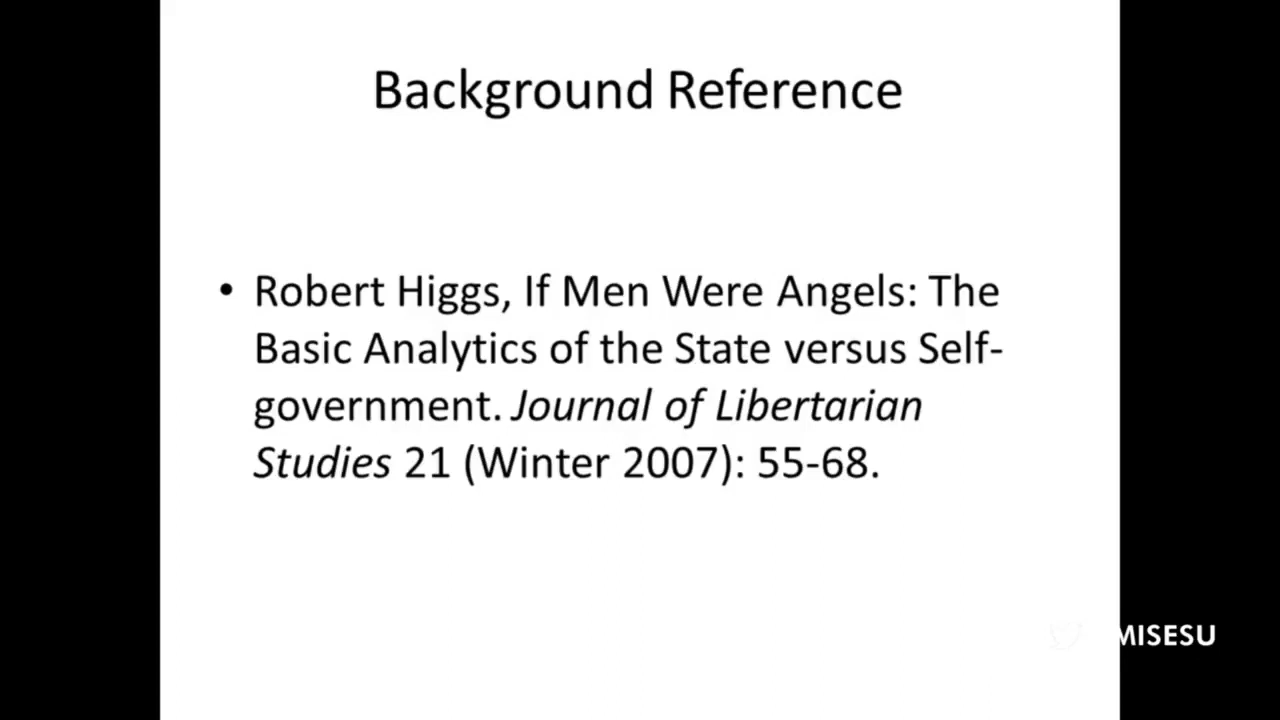 Background Reference
• Robert Higgs, If Men Were Angels: The
Basic Analytics of the State versus Self-
government. Journal of Libertarian
Studies 21 (Winter 2007): 55-68.
MISESU